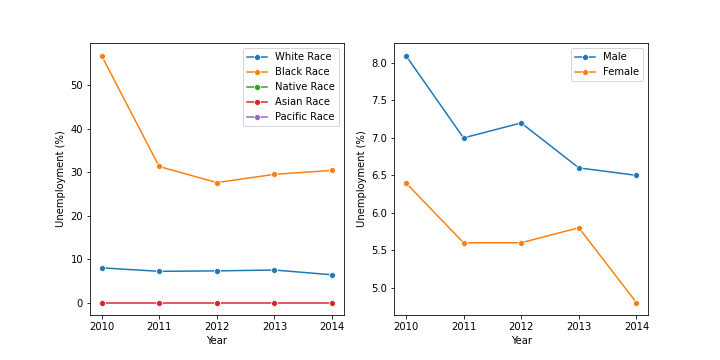 White Race
Black Race
Native Race
Asian Race
Pacific Race
50
40
30
20
10
0
Unemployment (%)
2010 2011 2012 2013 2014
Year
Male
Female
8.0
7.5
7.0
6.5
6.0
5.5
5.0
Unemployment (%)
2010 2011 2012 2013 2014
Year